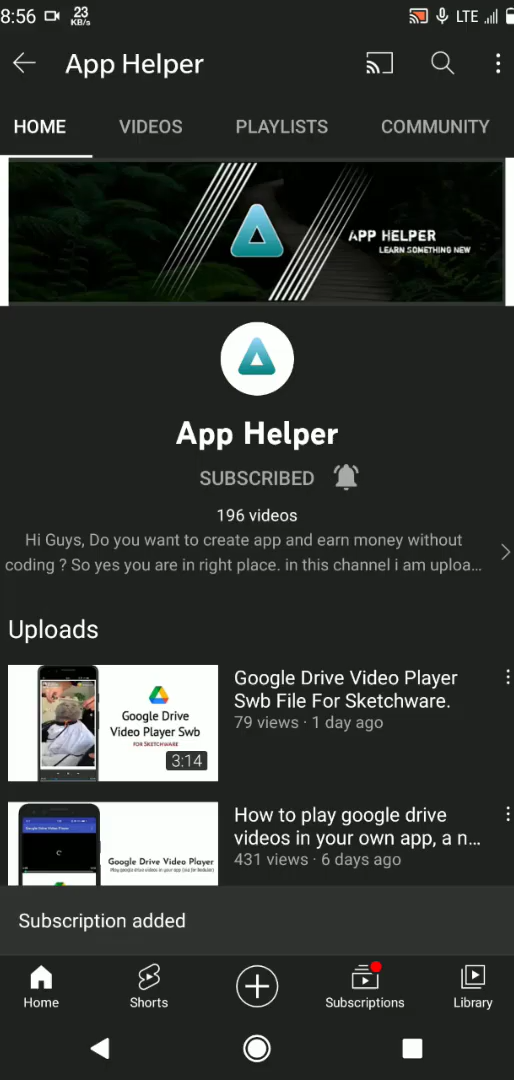 8:56
23
KB/s
LTE
App Helper
HOME
VIDEOS
PLAYLISTS
COMMUNITY
APP HELPER
LEARN SOMETHING NEW
App Helper
SUBSCRIBED
196 videos
Hi Guys, Do you want to create app and earn money without
coding ? So yes you are in right place. in this channel i am uploa...
Uploads
Google Drive
Video Player Swb
FOR SKETCHWARE
3:14
Google Drive Video Player
Swb File For Sketchware.
79 views · 1 day ago
Google Drive Video Player
How to play google drive
videos in your own app, a n...
431 views · 6 days ago
Subscription added
Home
Shorts
Subscriptions
Library